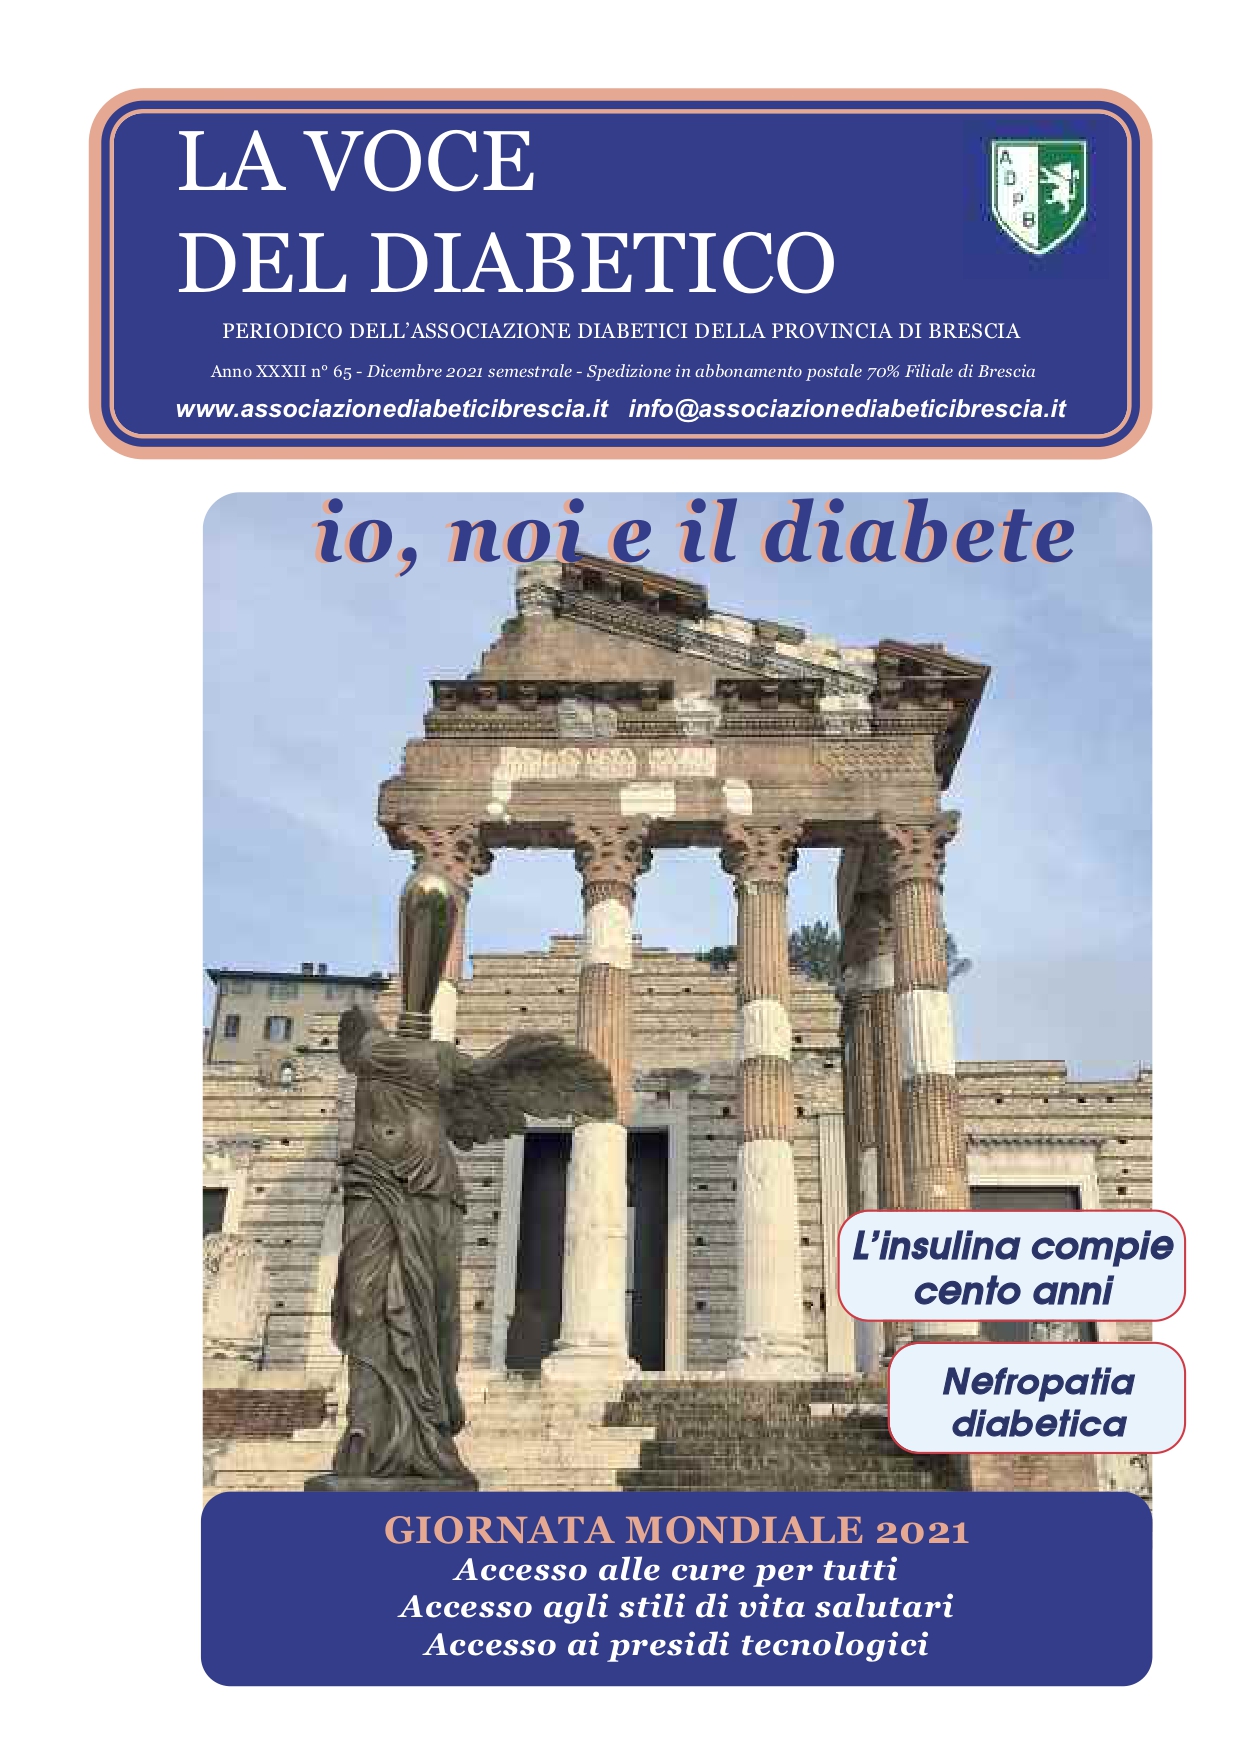 LA VOCE
DEL DIABETICO
A
D
P
B
PERIODICO DELL'ASSOCIAZIONE DIABETICI DELLA PROVINCIA DI BRESCIA
Anno XXXII n° 65 - Dicembre 2021 semestrale - Spedizione in abbonamento postale 70% Filiale di Brescia
www.associazionediabeticibrescia.it info@associazionediabeticibrescia.it
io, noi e il diabete
L'insulina compie
cento anni
Nefropatia
diabetica
GIORNATA MONDIALE 2021
Accesso alle cure per tutti
Accesso agli stili di vita salutari
Accesso ai presidi tecnologici